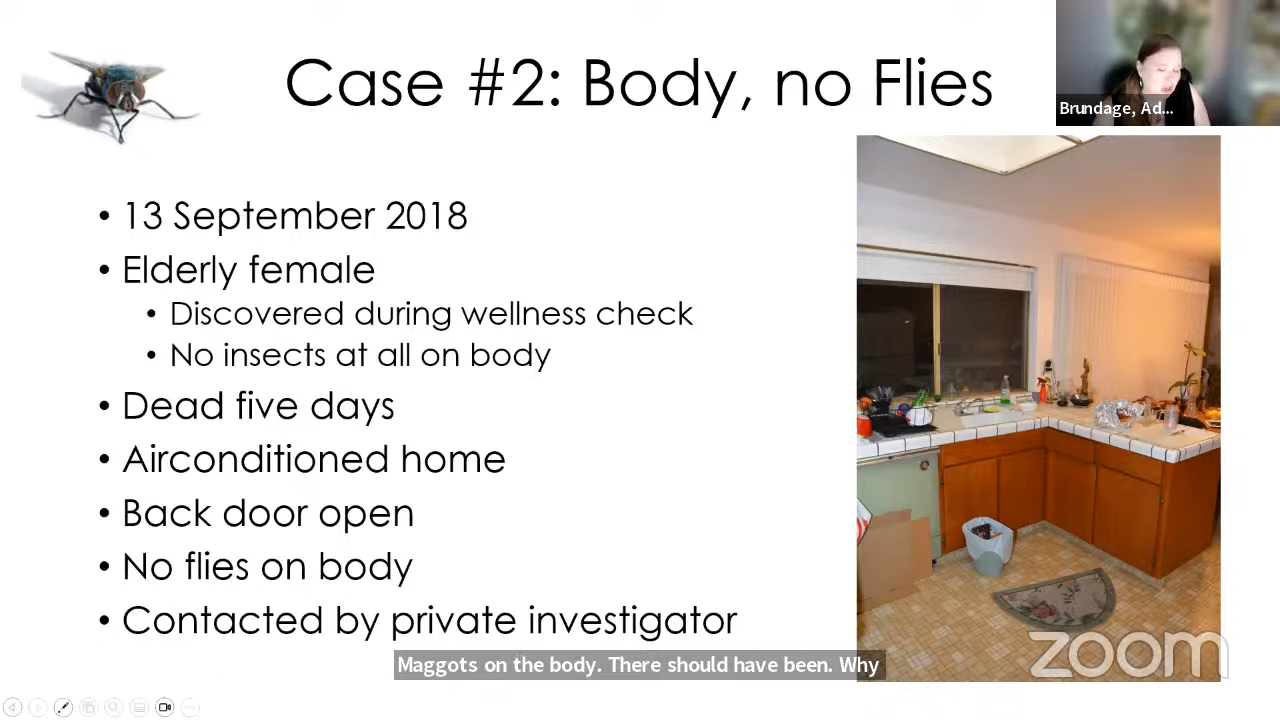 Case #2: Body, no Flies
Brundage, Ad...
• 13 September 2018
• Elderly female
• Discovered during wellness check
• No insects at all on body
• Dead five days
• Airconditioned home
• Back door open
• No flies on body
• Contacted by private investigator
zoom
Maggots on the body. There should have been. Why